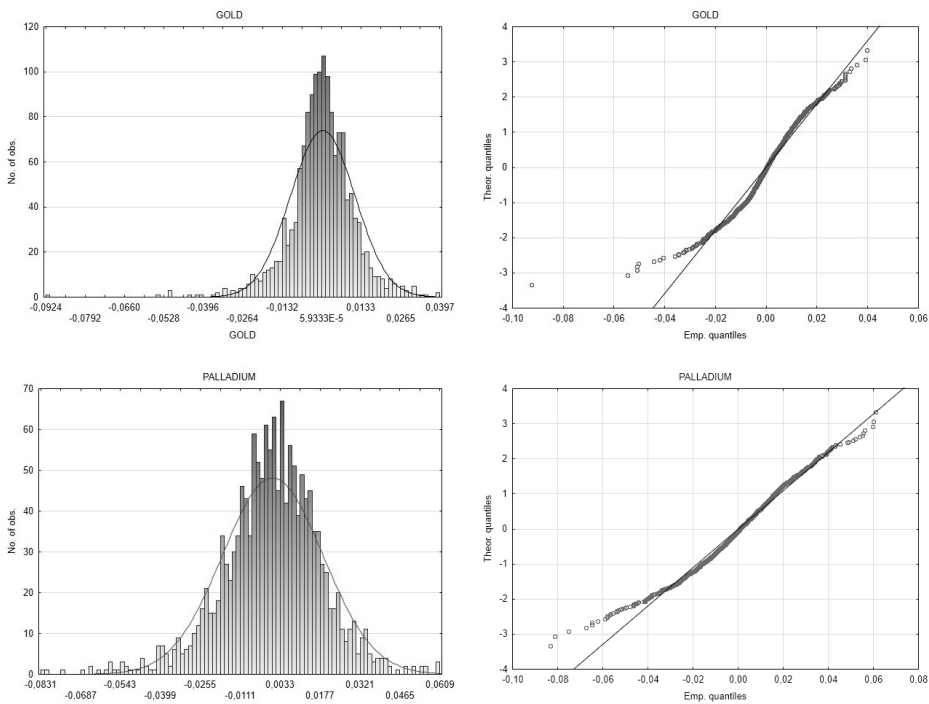 GOLD
120
100
80
60
40
20
0
No. of obs.
-0,0924 -0,0660 -0,0396 -0,0132 0,0133 0,0397
-0,0792 -0,0528 -0,0264 5,9333E-5 0,0265
GOLD
GOLD
4
3
2
1
0
-1
-2
-3
-4
Theor. quantiles
-0,10 -0,08 -0,06 -0,04 -0,02 0,00 0,02 0,04 0,06
Emp. quantiles
PALLADIUM
70
60
50
40
30
20
10
0
No. of obs.
-0,0831 -0,0543 -0,0255 0,0033 0,0321 0,0609
-0,0687 -0,0399 -0,0111 0,0177 0,0465
PALLADIUM
4
3
2
1
0
-1
-2
-3
-4
Theor. quantiles
-0,10 -0,08 -0,06 -0,04 -0,02 0,00 0,02 0,04 0,06 0,08
Emp. quantiles